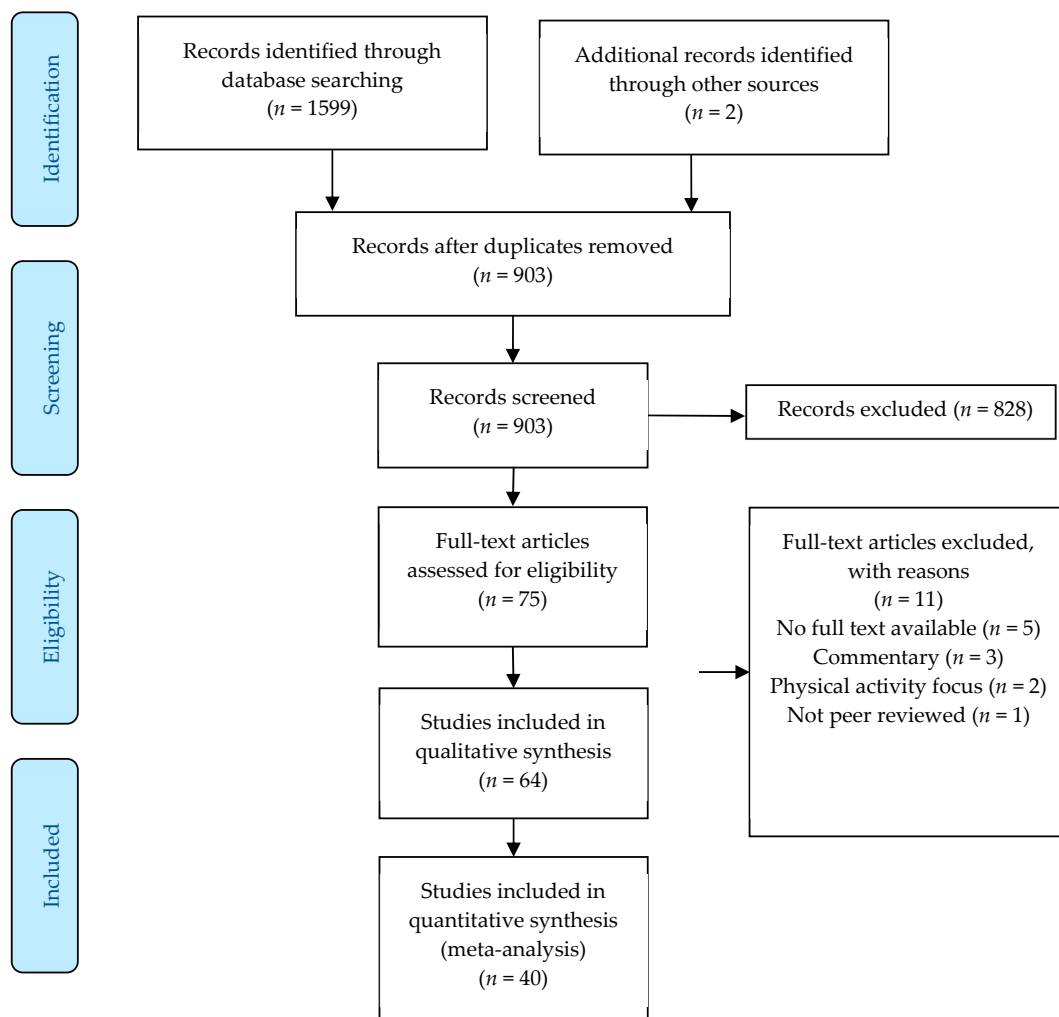 Identification
Records identified through
database searching
(n = 1599)
Additional records identified
through other sources
(n = 2)
Records after duplicates removed
(n = 903)
Screening
Records screened
(n = 903)
Records excluded (n = 828)
Eligibility
Full-text articles
assessed for eligibility
(n = 75)
Full-text articles excluded,
with reasons
(n = 11)
No full text available (n = 5)
Commentary (n = 3)
Physical activity focus (n = 2)
Not peer reviewed (n = 1)
Studies included in
qualitative synthesis
(n = 64)
Included
Studies included in
quantitative synthesis
(meta-analysis)
(n = 40)